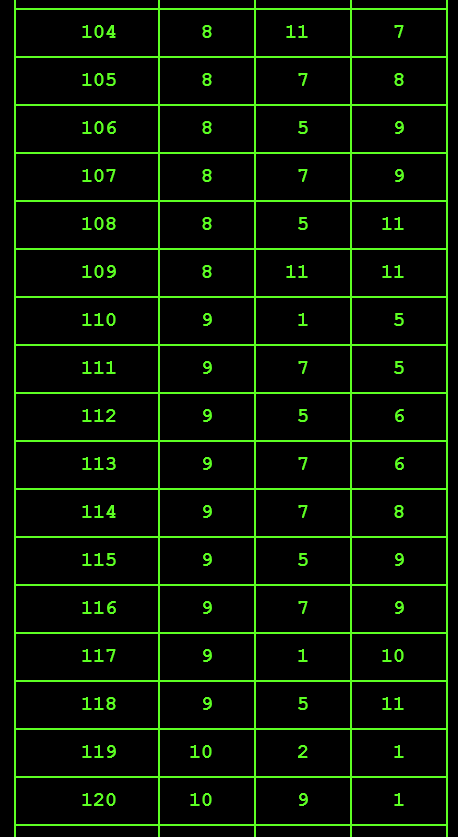 104 8 11 7
105 8 7 8
106 8 5 9
107 8 7 9
108 8 5 11
109 8 11 11
110 9 1 5
111 9 7 5
112 9 5 6
113 9 7 6
114 9 7 8
115 9 5 9
116 9 7 9
117 9 1 10
118 9 5 11
119 10 2 1
120 10 9 1